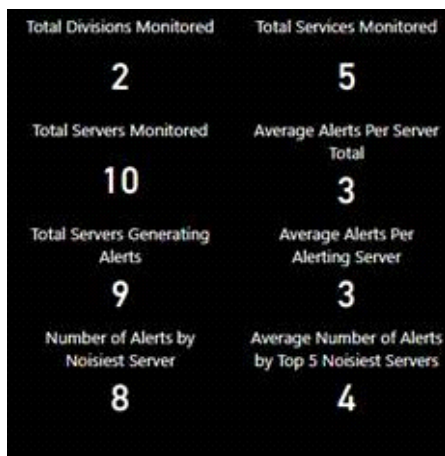 Total Divisions Monitored
2
Total Services Monitored
5
Total Servers Monitored
10
Average Alerts Per Server
Total
3
Total Servers Generating
Alerts
9
Average Alerts Per
Alerting Server
3
Number of Alerts by
Noisiest Server
8
Average Number of Alerts
by Top 5 Noisiest Servers
4